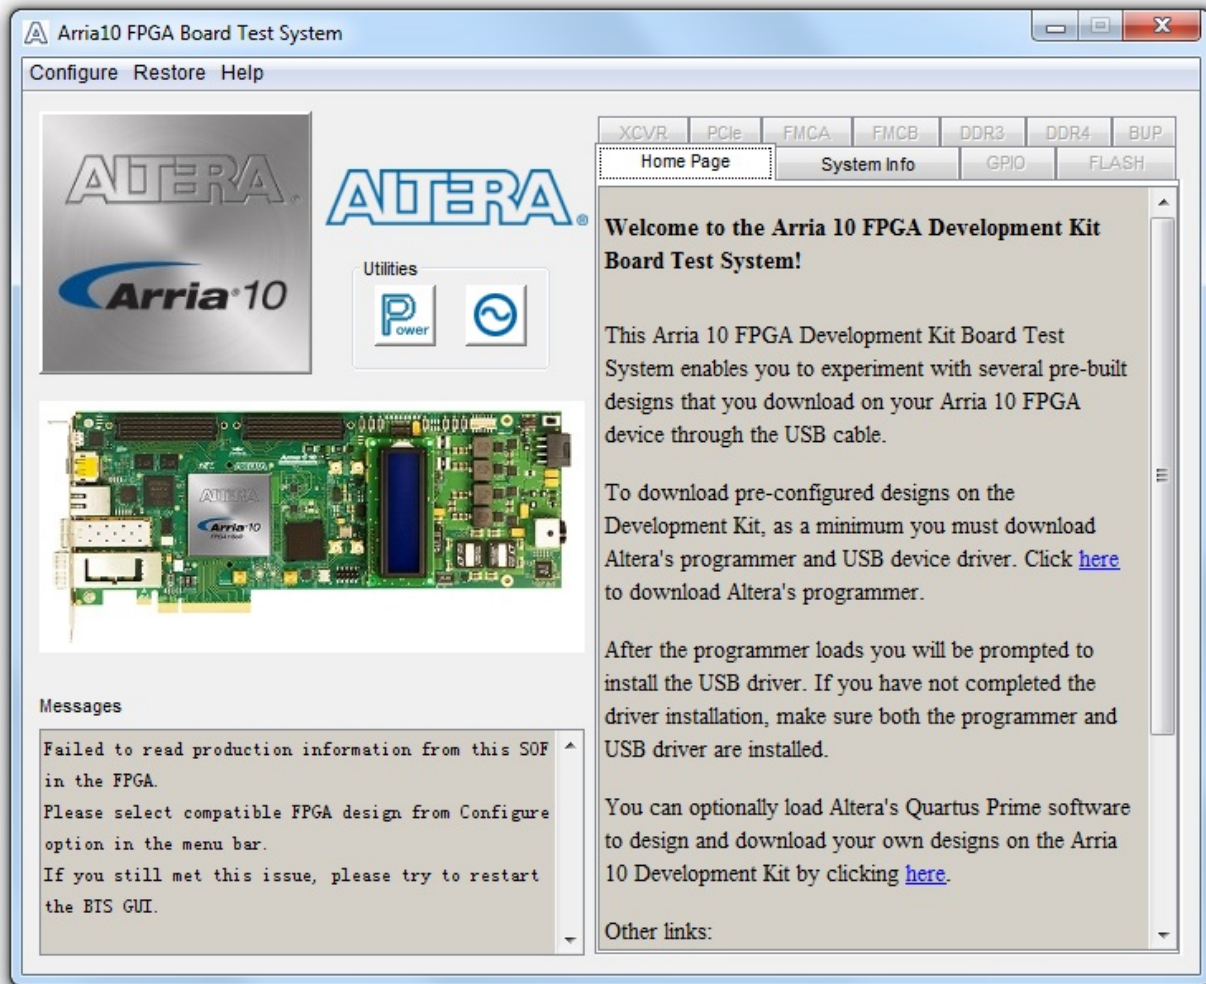 Arria10 FPGA Board Test System
Configure Restore Help
ALTERA.
Arria 10
ALTERA®
Utilities
Power
XCVR PCIe FMCA FMCB DDR3 DDR4 BUP
Home Page System Info GPIO FLASH
Welcome to the Arria 10 FPGA Development Kit
Board Test System!
This Arria 10 FPGA Development Kit Board Test
System enables you to experiment with several pre-built
designs that you download on your Arria 10 FPGA
device through the USB cable.
To download pre-configured designs on the
Development Kit, as a minimum you must download
Altera's programmer and USB device driver. Click here
to download Altera's programmer.
After the programmer loads you will be prompted to
install the USB driver. If you have not completed the
driver installation, make sure both the programmer and
USB driver are installed.
You can optionally load Altera's Quartus Prime software
to design and download your own designs on the Arria
10 Development Kit by clicking here.
Other links:
ALTERA
Arria 10
Messages
Failed to read production information from this SOF
in the FPGA.
Please select compatible FPGA design from Configure
option in the menu bar.
If you still met this issue, please try to restart
the BTS GUI.